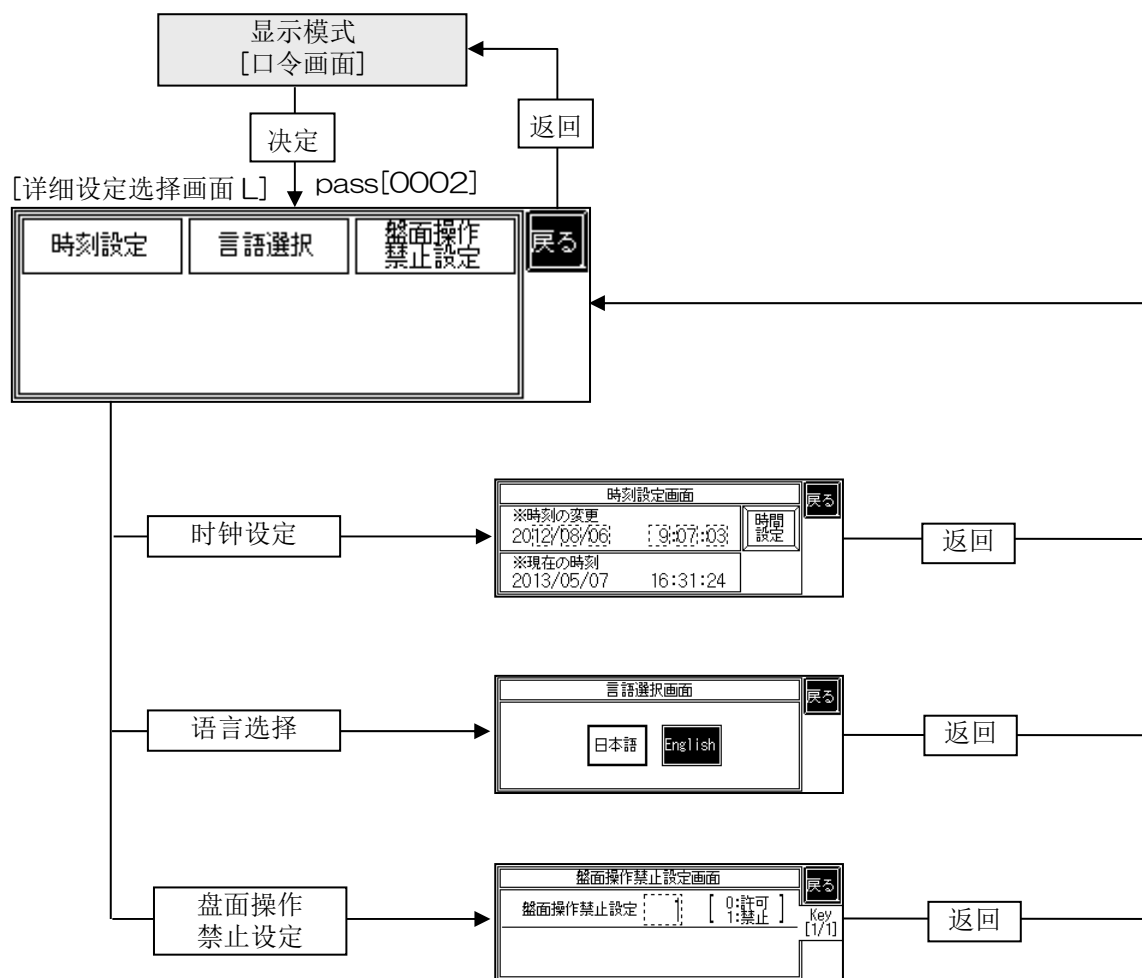 显示模式
[口令画面]
决定
返回
[详细设定选择画面 L]
pass[0002]
時刻設定
言語選択
盤面操作
禁止設定
戻る
时钟设定
時刻設定画面
戻る
※時刻の変更
2012/08/06 9:07:03
時間
設定
※現在の時刻
2013/05/07 16:31:24
返回
语言选择
言語選択画面
戻る
日本語
English
返回
盘面操作
禁止设定
盤面操作禁止設定画面
戻る
盤面操作禁止設定 1 [ 0:許可
1:禁止 ]
Key
[1/1]
返回